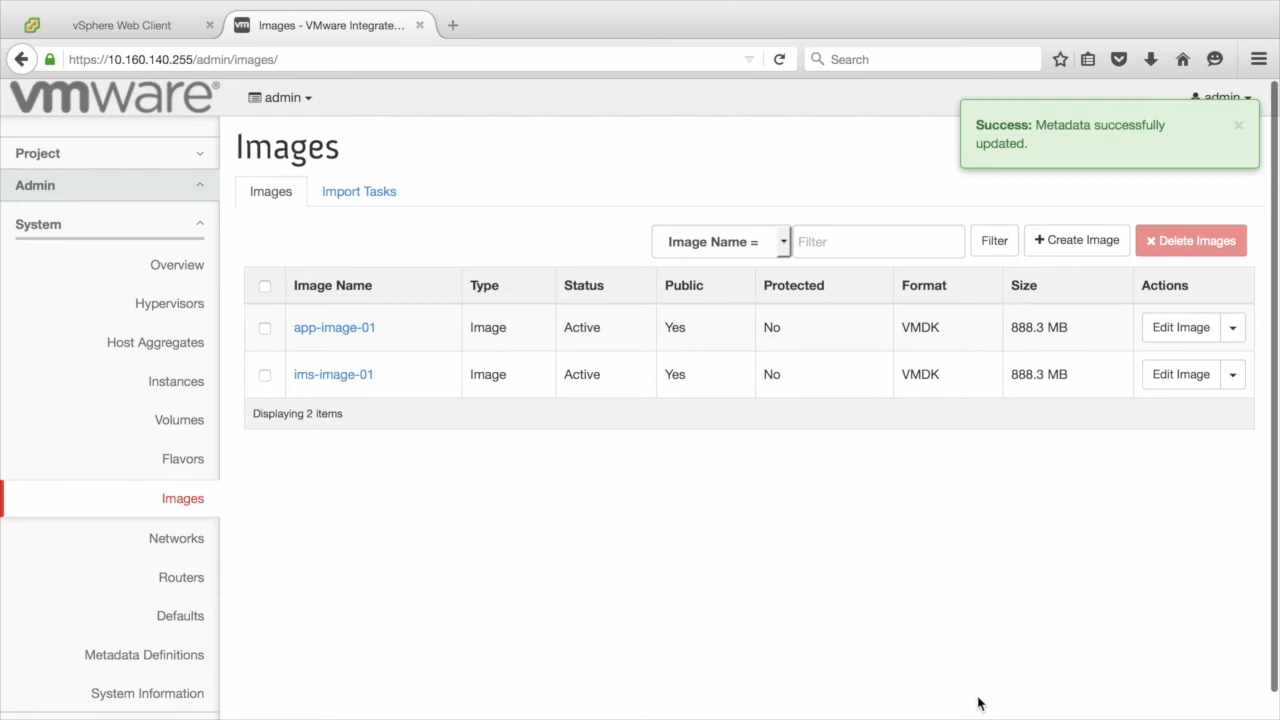 vSphere Web Client
vm Images - VMware Integrate...
https://10.160.140.255/admin/images/
Search
vmware®
admin
admin
Success: Metadata successfully
updated.
Project
Admin
System
Overview
Hypervisors
Host Aggregates
Instances
Volumes
Flavors
Images
Networks
Routers
Defaults
Metadata Definitions
System Information
Images
Images Import Tasks
Image Name = Filter Filter + Create Image × Delete Images
Image Name Type Status Public Protected Format Size Actions
app-image-01 Image Active Yes No VMDK 888.3 MB Edit Image
ims-image-01 Image Active Yes No VMDK 888.3 MB Edit Image
Displaying 2 items